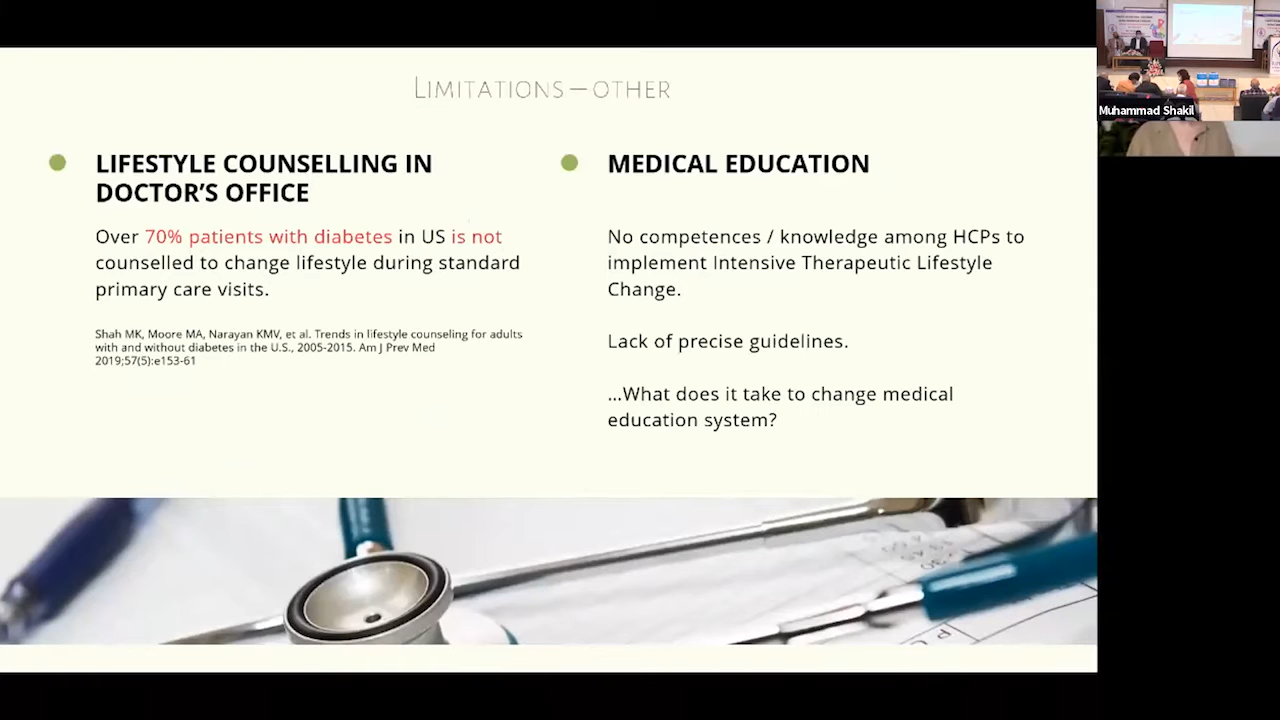 LIMITATIONS – OTHER
LIFESTYLE COUNSELLING IN
DOCTOR'S OFFICE
Over 70% patients with diabetes in US is not
counselled to change lifestyle during standard
primary care visits.
Shah MK, Moore MA, Narayan KMV, et al. Trends in lifestyle counseling for adults
with and without diabetes in the U.S., 2005-2015. Am J Prev Med
2019;57(5):e153-61
MEDICAL EDUCATION
No competences / knowledge among HCPs to
implement Intensive Therapeutic Lifestyle
Change.
Lack of precise guidelines.
...What does it take to change medical
education system?
Muhammad Shakil